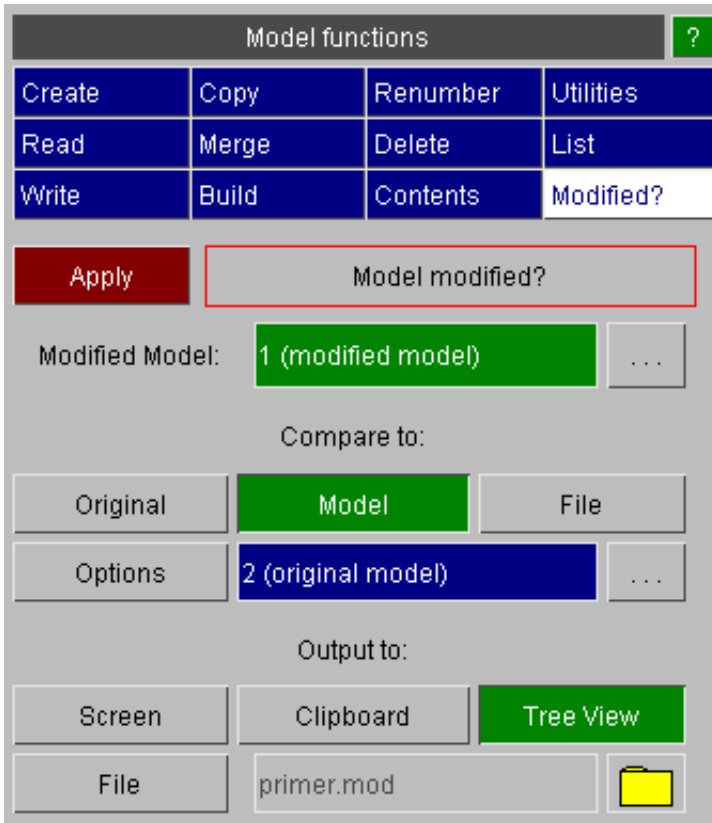 Model functions ?
Create Copy Renumber Utilities
Read Merge Delete List
Write Build Contents Modified?
Apply Model modified?
Modified Model: 1 (modified model) ...
Compare to:
Original Model File
Options 2 (original model) ...
Output to:
Screen Clipboard Tree View
File primer.mod